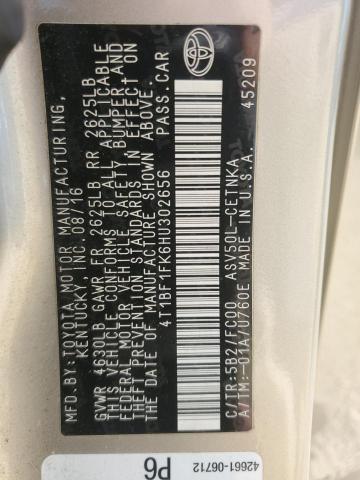 MFD BY: TOYOTA MOTOR MANUFACTURING,
KENTUCKY, INC. 08/16
GVWR 4630LB GAWR FR 2625LB RR 2625LB
THIS VEHICLE CONFORMS TO ALL APPLICABLE
FEDERAL MOTOR VEHICLE SAFETY, BUMPER, AND
THEFT PREVENTION STANDARDS IN EFFECT ON
THE DATE OF MANUFACTURE SHOWN ABOVE.
4T1BF1FK6HU302656 PASS.CAR
C/TR:5B2/FC00 ASV50L-CETNKA
A/TM:-01A/U760E MADE IN U.S.A. 45209
42661-06712
P6